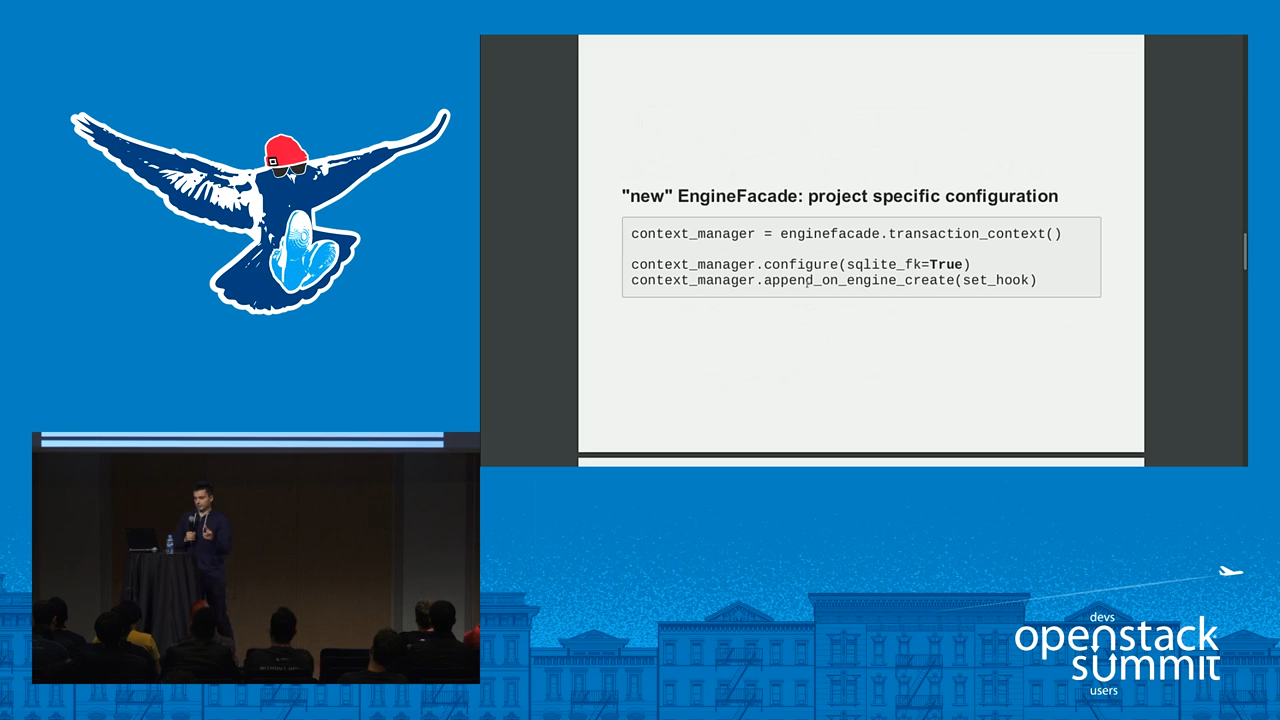 "new" EngineFacade: project specific configuration
context_manager = enginefacade.transaction_context()
context_manager.configure(sqlite_fk=True)
context_manager.append_on_engine_create(set_hook)
devs
openstack
summit
users